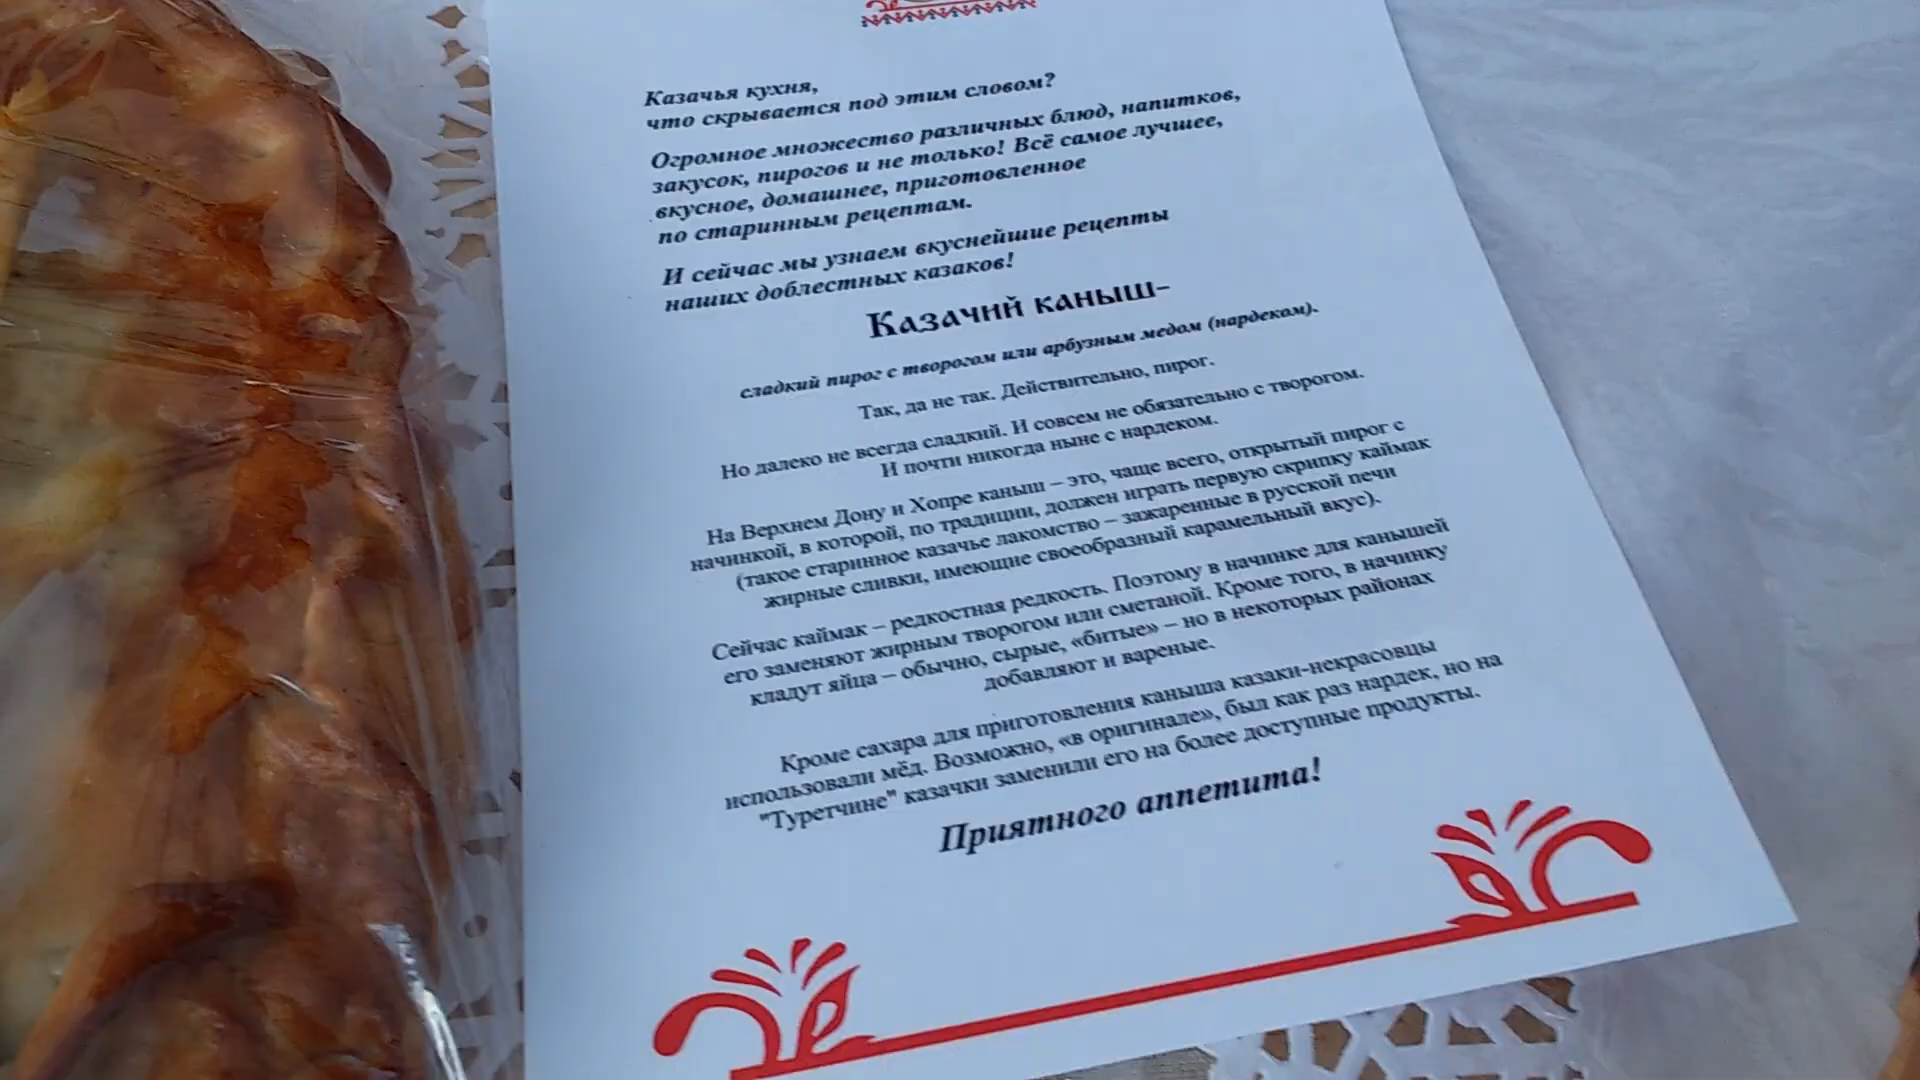 Казачья кухня,
что скрывается под этим словом?
Огромное множество различных блюд, напитков,
закусок, пирогов и не только! Всё самое лучшее,
вкусное, домашнее, приготовленное
по старинным рецептам.
И сейчас мы узнаем вкуснейшие рецепты
наших доблестных казаков!
Казачий каныш-
сладкий пирог с творогом или арбузным медом (нардеком).
Так, да не так. Действительно, пирог.
Но далеко не всегда сладкий. И совсем не обязательно с творогом.
И почти никогда ныне с нардеком.
На Верхнем Дону и Хопре каныш – это, чаще всего, открытый пирог с
начинкой, в которой, по традиции, должен играть первую скрипку каймак
(такое старинное казачье лакомство – зажаренные в русской печи
жирные сливки, имеющие своеобразный карамельный вкус).
Сейчас каймак – редкостная редкость. Поэтому в начинке для канышей
его заменяют жирным творогом или сметаной. Кроме того, в начинку
кладут яйца – обычно, сырые, «битые» – но в некоторых районах
добавляют и вареные.
Кроме сахара для приготовления каныша казаки-некрасовцы
использовали мёд. Возможно, «в оригинале», был как раз нардек, но на
"Туретчине" казачки заменили его на более доступные продукты.
Приятного аппетита!